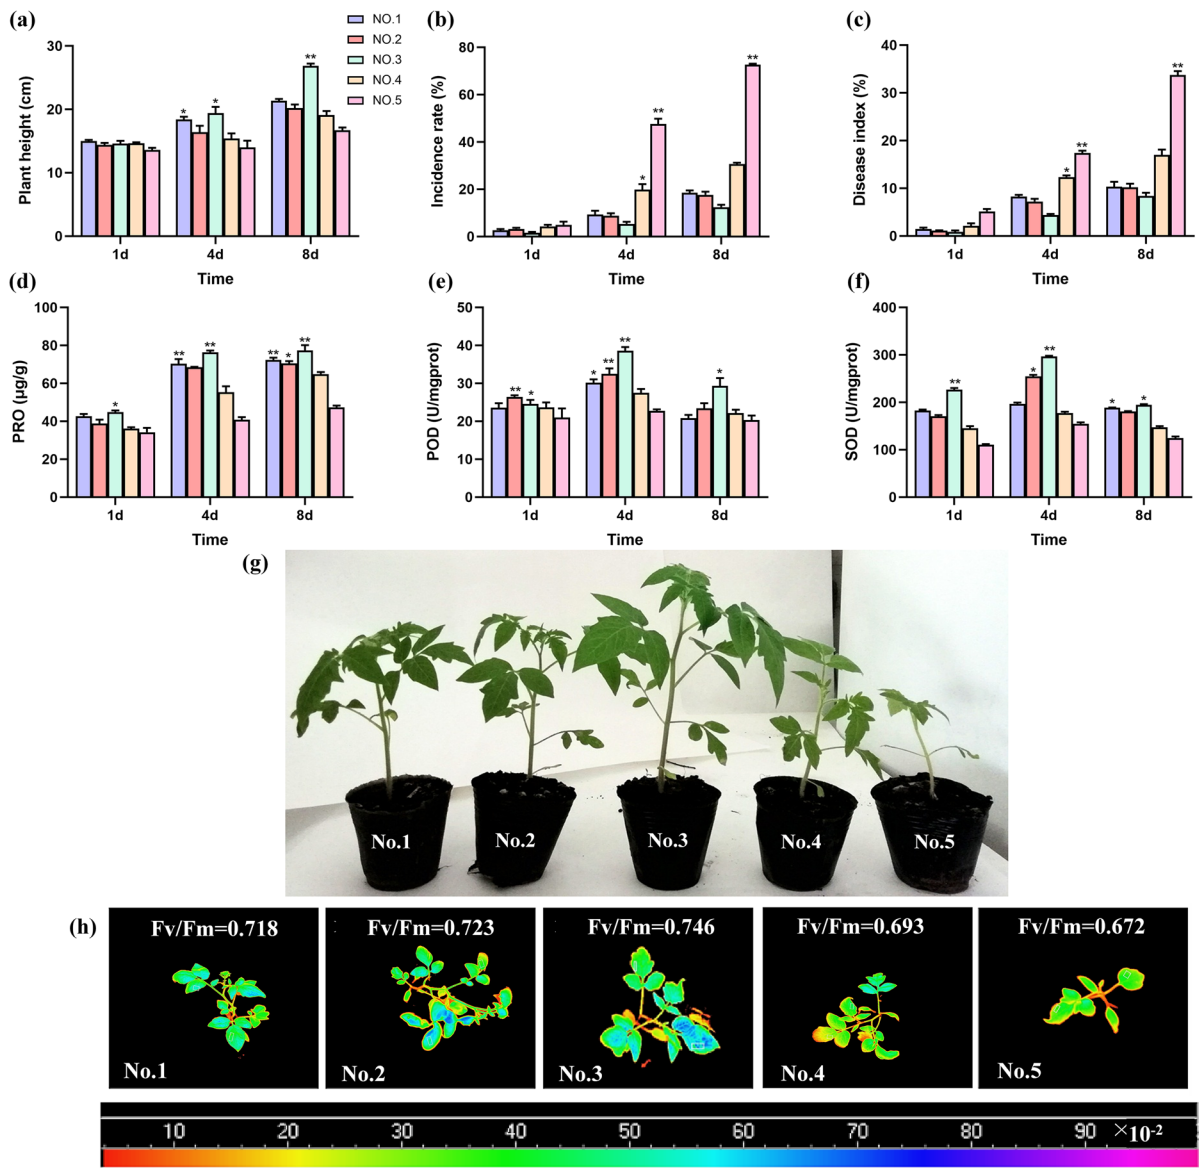 (a)
Plant height (cm)
30
20
10
0
* * **
1d 4d 8d
Time
NO.1
NO.2
NO.3
NO.4
NO.5
(b)
Incidence rate (%)
80
60
40
20
0
* ** **
1d 4d 8d
Time
(c)
Disease index (%)
40
30
20
10
0
* ** **
1d 4d 8d
Time
(d)
PRO (μg/g)
100
80
60
40
20
0
* ** ** ** * **
1d 4d 8d
Time
(e)
POD (U/mgprot)
50
40
30
20
10
0
** * * ** ** *
1d 4d 8d
Time
(f)
SOD (U/mgprot)
400
300
200
100
0
** * ** * *
1d 4d 8d
Time
(g)
No.1 No.2 No.3 No.4 No.5
(h)
Fv/Fm=0.718 Fv/Fm=0.723 Fv/Fm=0.746 Fv/Fm=0.693 Fv/Fm=0.672
No.1 No.2 No.3 No.4 No.5
10 20 30 40 50 60 70 80 90 ×10-2